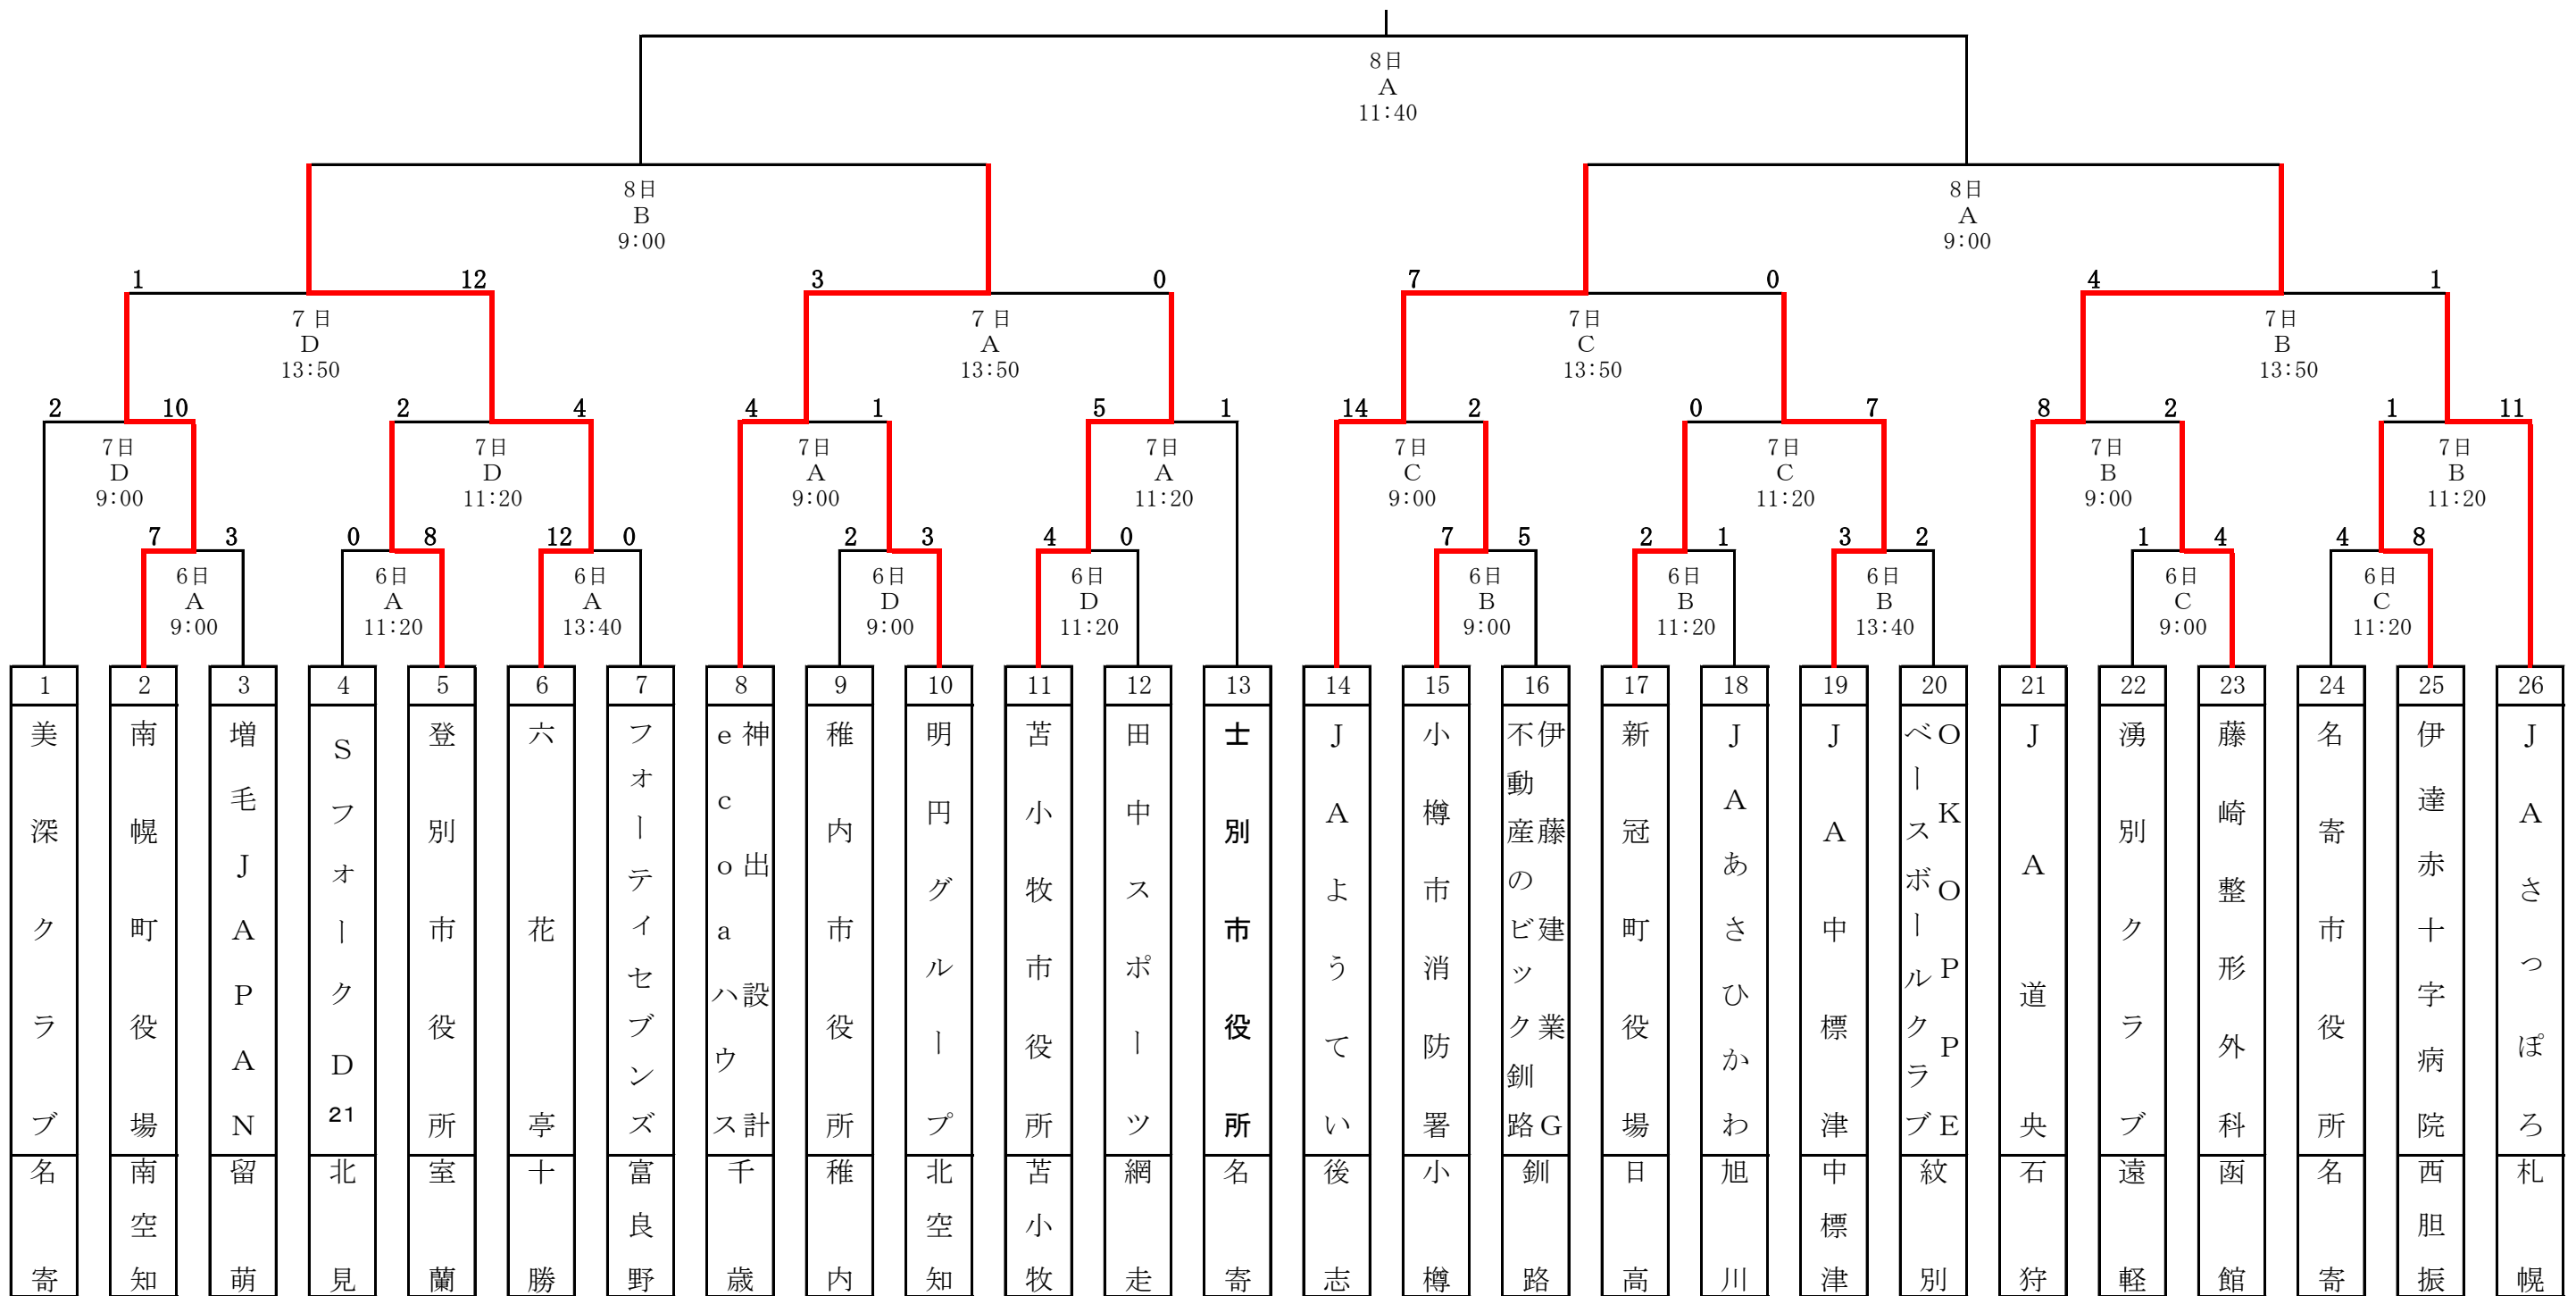 8日
A
11:40
8日
B
9:00
8日
A
9:00
1 12 3 0 7 0 4 1
7日
D
13:50
7日
A
13:50
7日
C
13:50
7日
B
13:50
2 10 2 4 4 1 5 1 14 2 0 7 8 2 1 11
7日
D
9:00
7日
D
11:20
7日
A
9:00
7日
A
11:20
7日
C
9:00
7日
C
11:20
7日
B
9:00
7日
B
11:20
7 3 0 8 12 0 2 3 4 0 7 5 2 1 3 2 1 4 4 8
6日
A
9:00
6日
A
11:20
6日
A
13:40
6日
D
9:00
6日
D
11:20
6日
B
9:00
6日
B
11:20
6日
B
13:40
6日
C
9:00
6日
C
11:20
1
美深クラブ
名寄
2
南幌町役場
南空知
3
増毛JAPAN
留萌
4
SフォークD21
北見
5
登別市役所
室蘭
6
六花亭
十勝
7
フォーティセブンズ
富良野
8
神出設計
ecoaハウス
千歳
9
稚内市役所
稚内
10
明円グループ
北空知
11
苫小牧市役所
苫小牧
12
田中スポーツ
網走
13
士別市役所
名寄
14
JAようてい
後志
15
小樽市消防署
小樽
16
伊藤建業G
不動産のビック釧路
釧路
17
新冠町役場
日高
18
JAあさひかわ
旭川
19
JA中標津
中標津
20
OKOPPE
ベースボールクラブ
紋別
21
JA道央
石狩
22
湧別クラブ
遠軽
23
藤崎整形外科
函館
24
名寄市役所
名寄
25
伊達赤十字病院
西胆振
26
JAさっぽろ
札幌